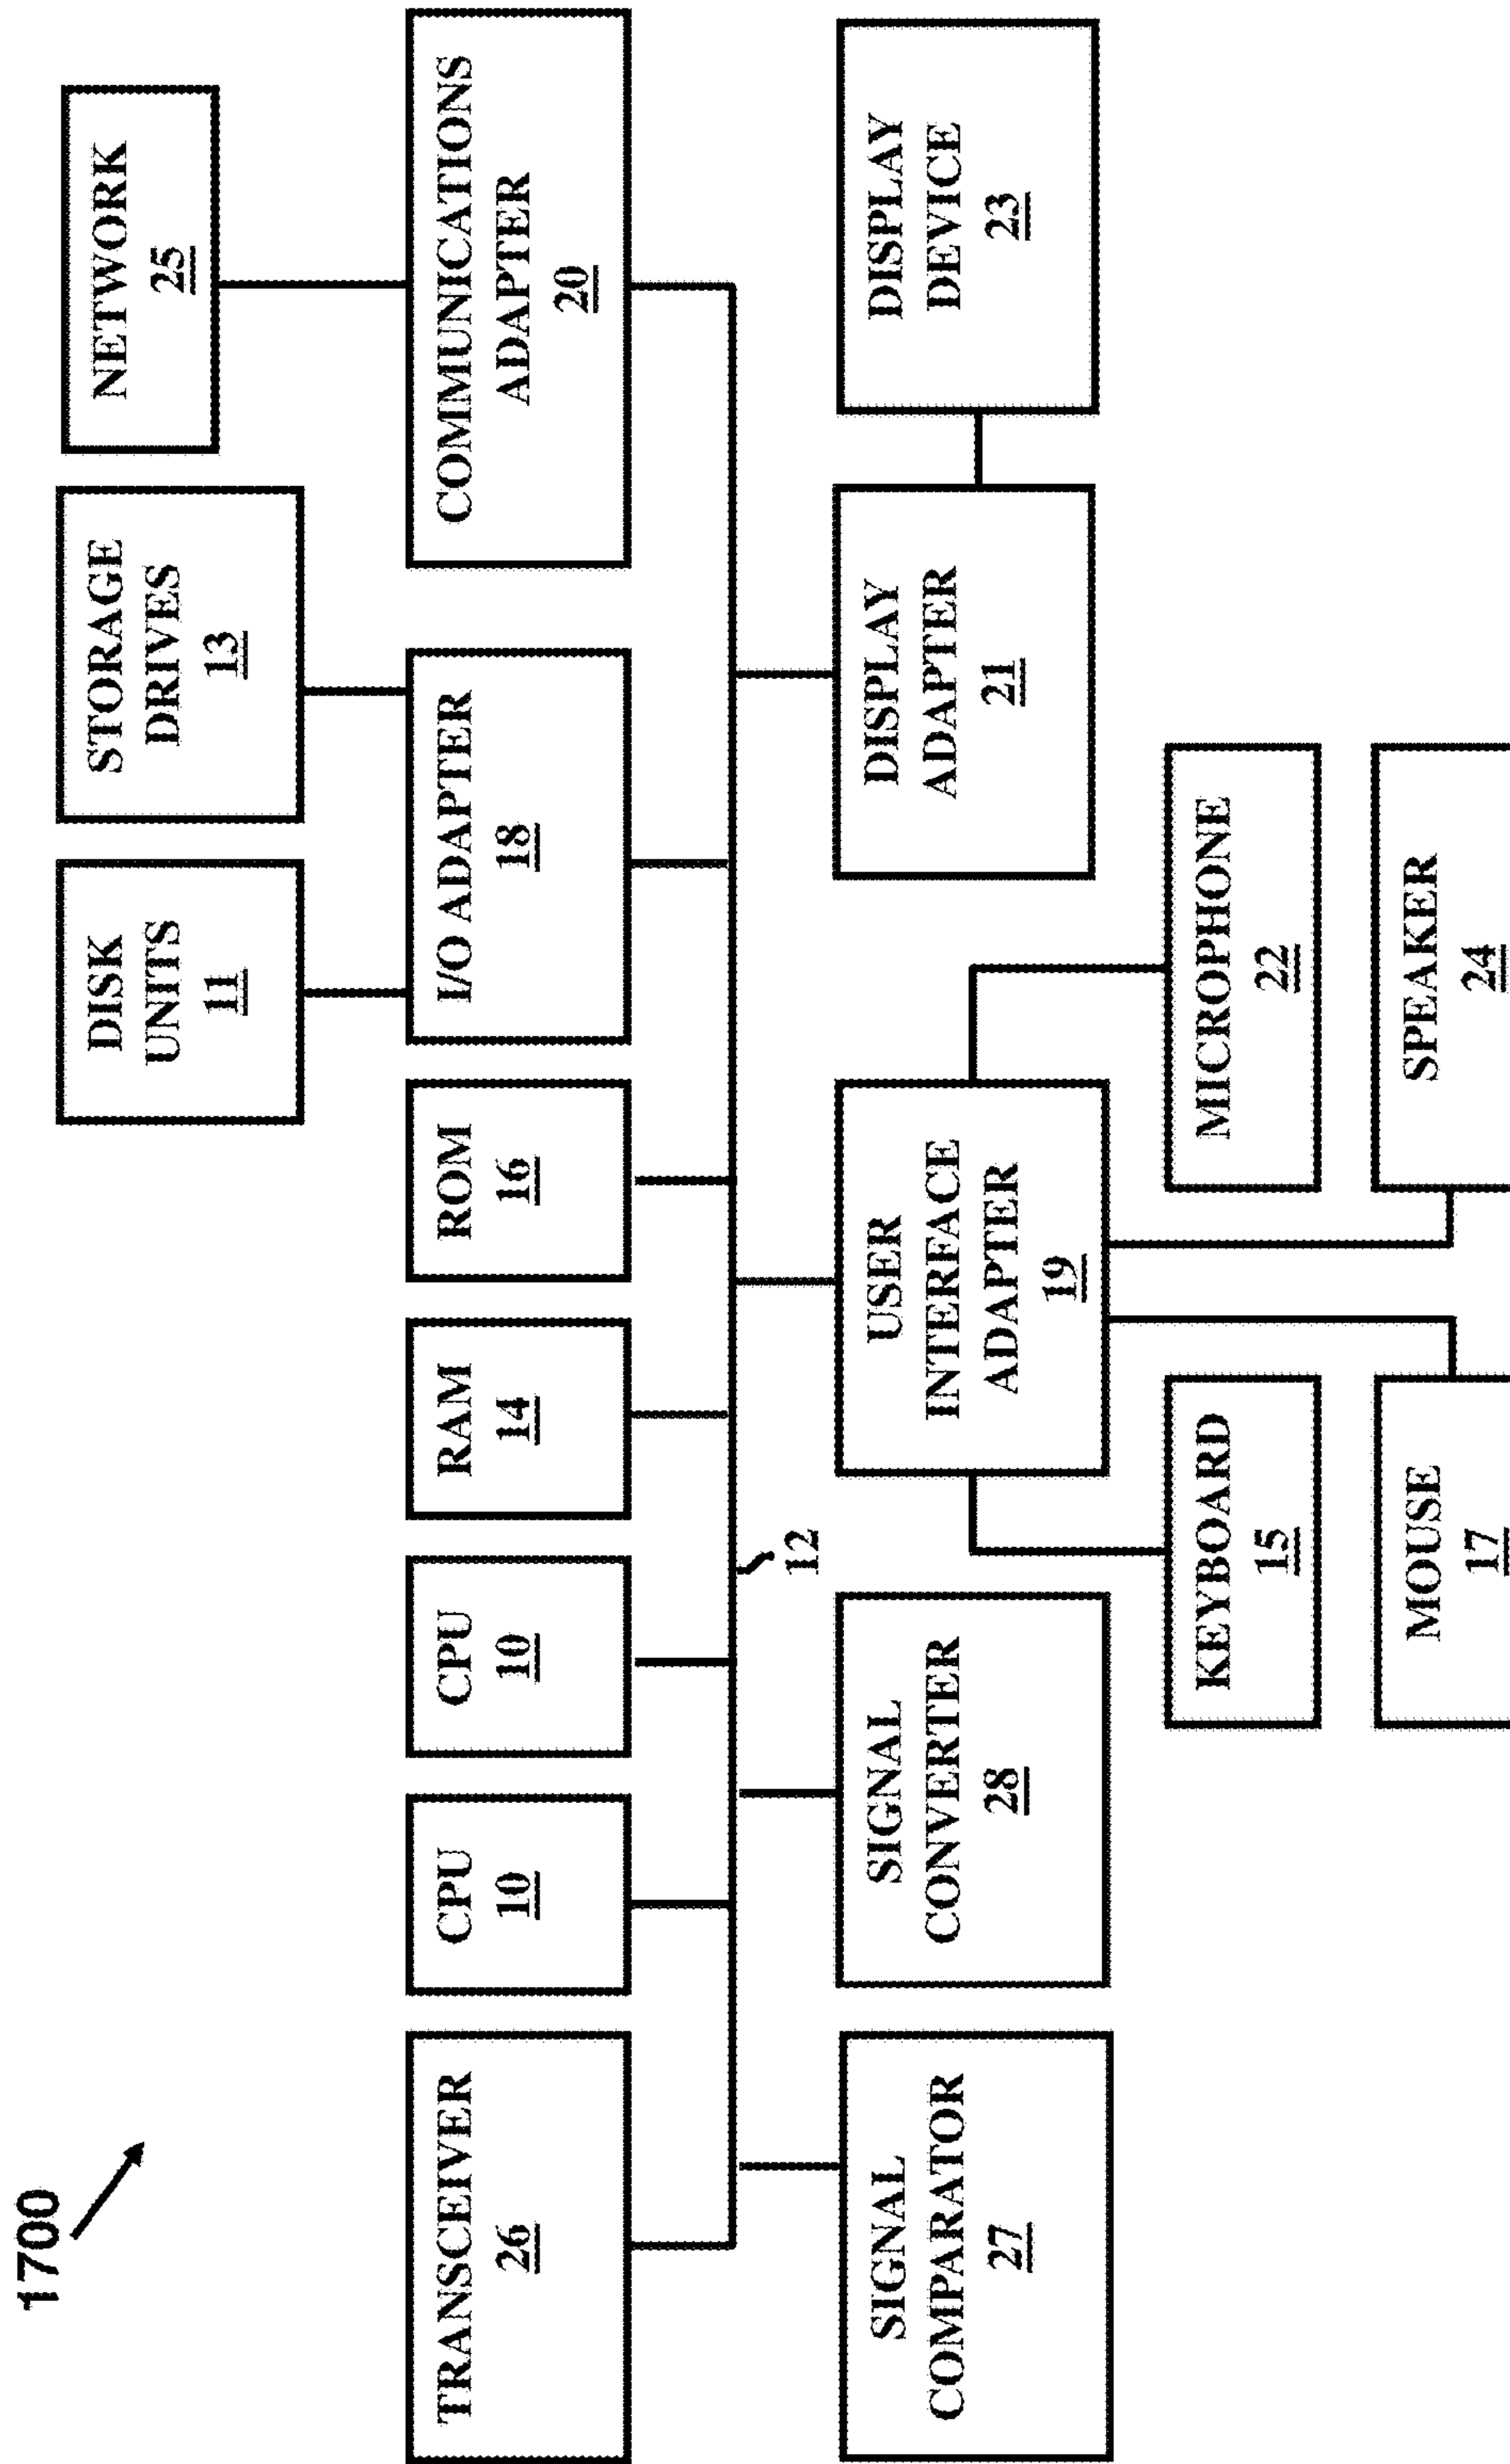 1700
NETWORK
25
DISK
UNITS
11
STORAGE
DRIVES
13
TRANSCEIVER
26
CPU
10
CPU
10
RAM
14
ROM
16
I/O ADAPTER
18
COMMUNICATIONS
ADAPTER
20
12
SIGNAL
COMPARATOR
27
SIGNAL
CONVERTER
28
USER
INTERFACE
ADAPTER
19
DISPLAY
ADAPTER
21
DISPLAY
DEVICE
23
KEYBOARD
15
MICROPHONE
22
MOUSE
17
SPEAKER
24